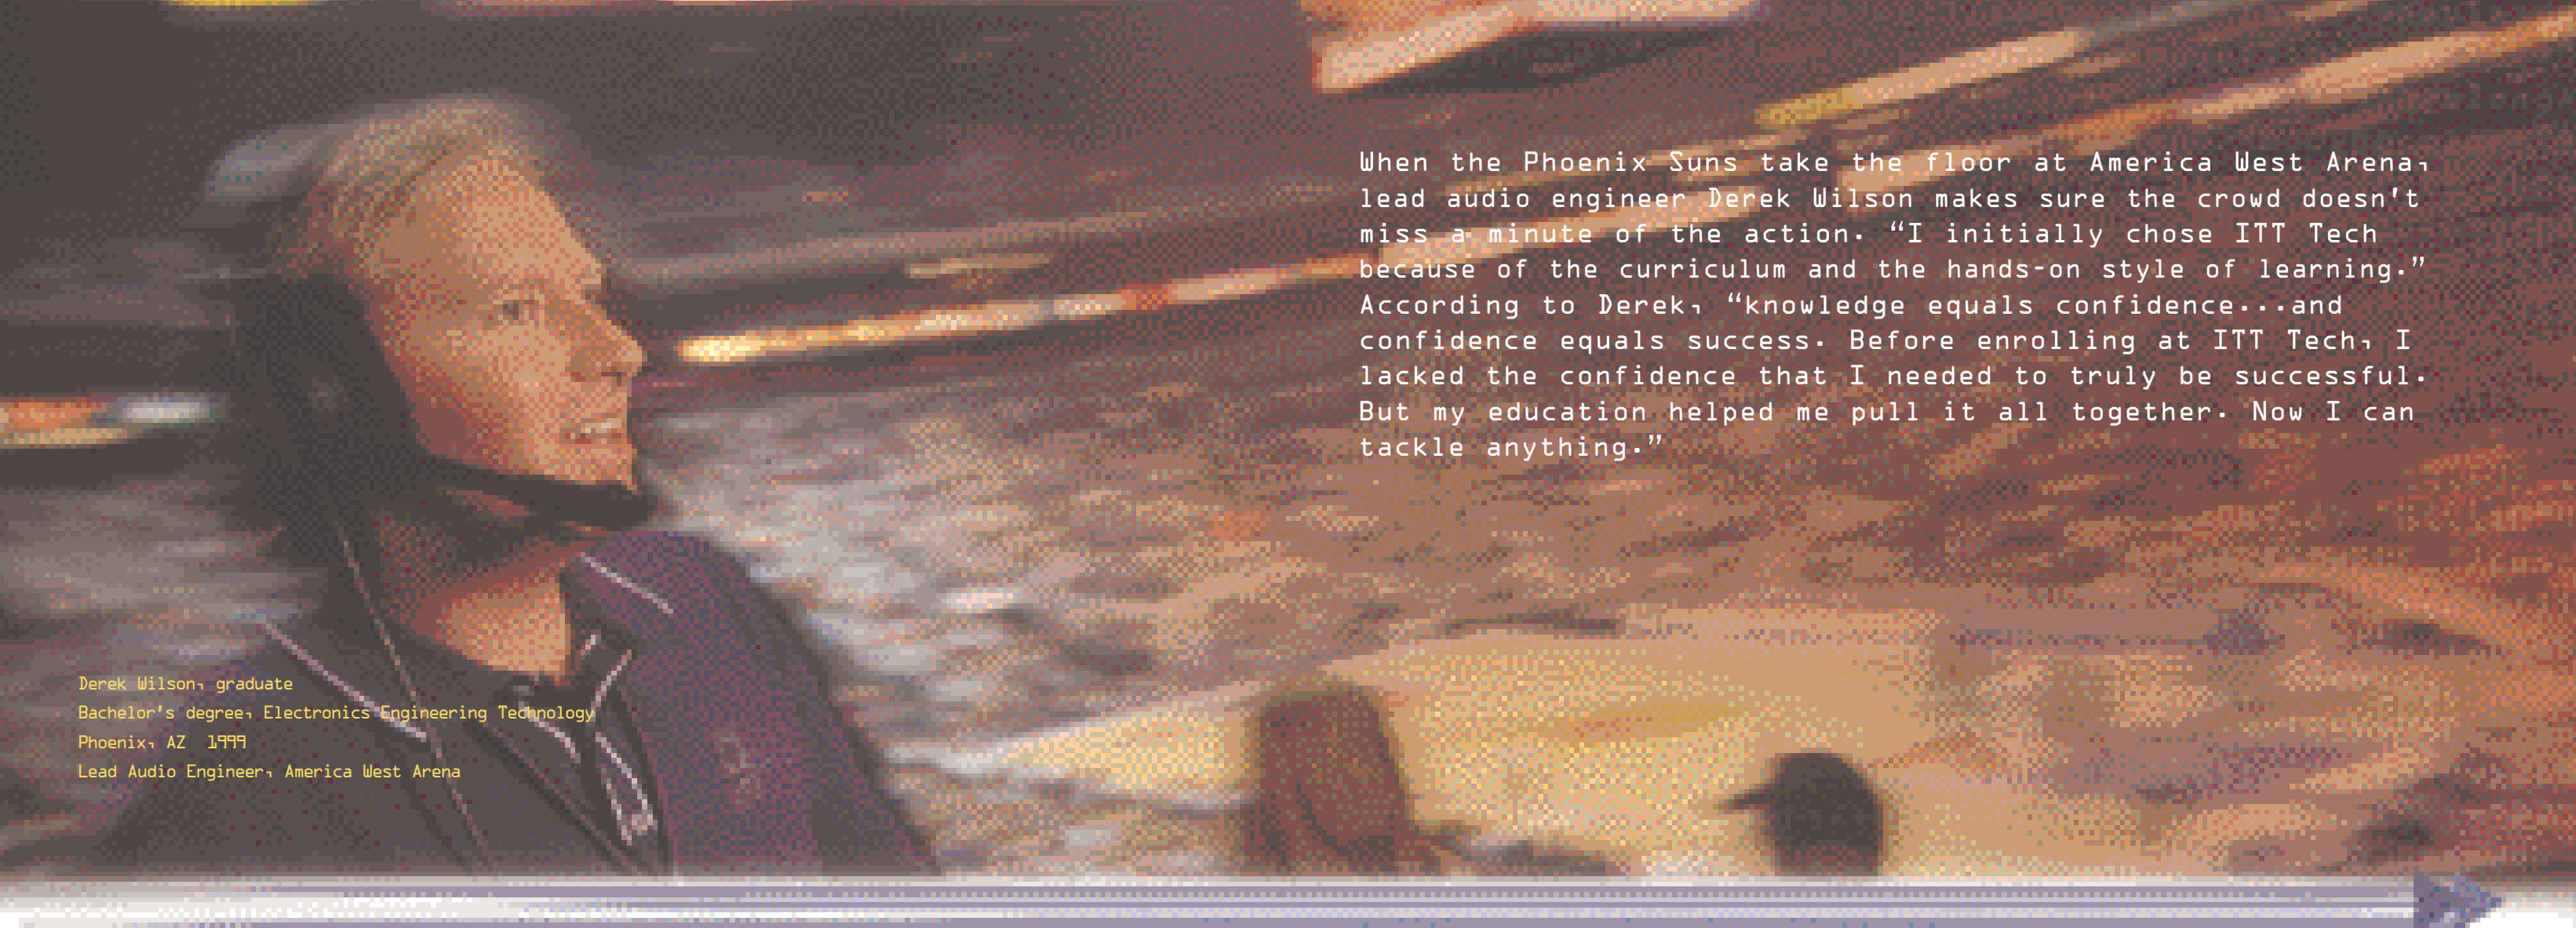 When the Phoenix Suns take the floor at America West Arena,
lead audio engineer Derek Wilson makes sure the crowd doesn't
miss a minute of the action. “I initially chose ITT Tech
because of the curriculum and the hands-on style of learning.”
According to Derek, “knowledge equals confidence...and
confidence equals success. Before enrolling at ITT Tech, I
lacked the confidence that I needed to truly be successful.
But my education helped me pull it all together. Now I can
tackle anything.”
Derek Wilson, graduate
Bachelor's degree, Electronics Engineering Technology
Phoenix, AZ  1999
Lead Audio Engineer, America West Arena